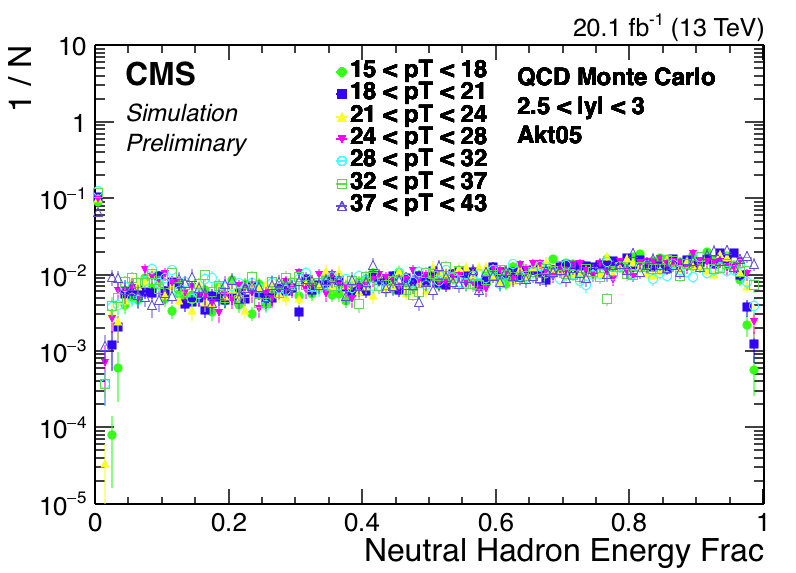 20.1 fb⁻¹ (13 TeV)
1 / N
10
1
10⁻¹
10⁻²
10⁻³
10⁻⁴
10⁻⁵
CMS
Simulation
Preliminary
15 < pT < 18
18 < pT < 21
21 < pT < 24
24 < pT < 28
28 < pT < 32
32 < pT < 37
37 < pT < 43
QCD Monte Carlo
2.5 < |y| < 3
Akt05
0 0.2 0.4 0.6 0.8 1
Neutral Hadron Energy Frac